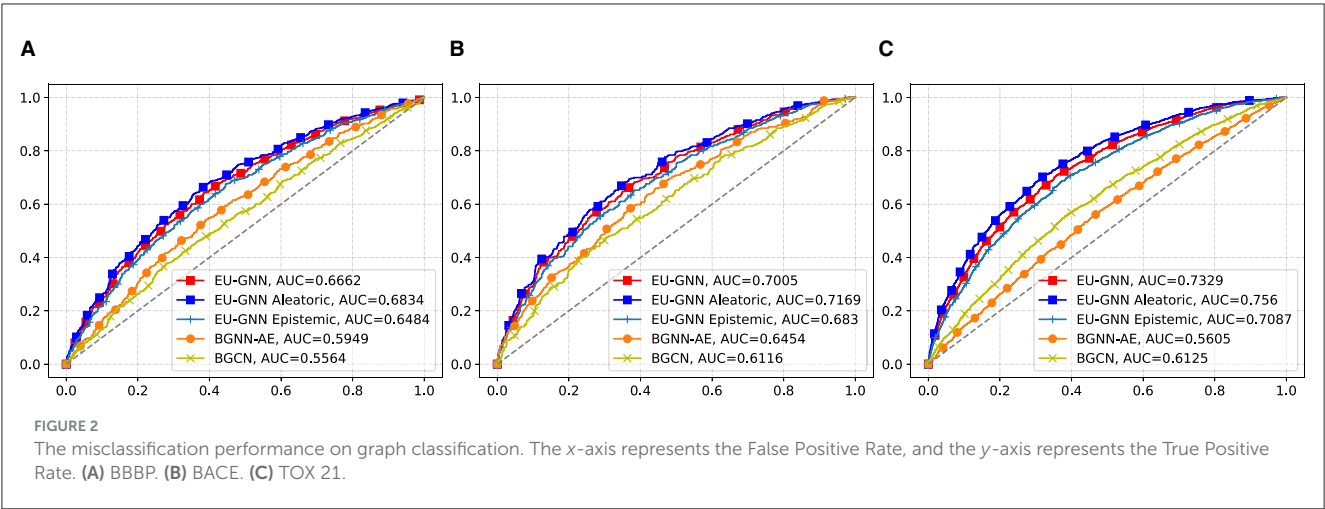 A
B
C
1.0
0.8
0.6
0.4
0.2
0.0
0.0 0.2 0.4 0.6 0.8 1.0
EU-GNN, AUC=0.6662
EU-GNN Aleatoric, AUC=0.6834
EU-GNN Epistemic, AUC=0.6484
BGNN-AE, AUC=0.5949
BGCN, AUC=0.5564
1.0
0.8
0.6
0.4
0.2
0.0
0.0 0.2 0.4 0.6 0.8 1.0
EU-GNN, AUC=0.7005
EU-GNN Aleatoric, AUC=0.7169
EU-GNN Epistemic, AUC=0.683
BGNN-AE, AUC=0.6454
BGCN, AUC=0.6116
1.0
0.8
0.6
0.4
0.2
0.0
0.0 0.2 0.4 0.6 0.8 1.0
EU-GNN, AUC=0.7329
EU-GNN Aleatoric, AUC=0.756
EU-GNN Epistemic, AUC=0.7087
BGNN-AE, AUC=0.5605
BGCN, AUC=0.6125
FIGURE 2
The misclassification performance on graph classification. The x-axis represents the False Positive Rate, and the y-axis represents the True Positive
Rate. (A) BBBP. (B) BACE. (C) TOX 21.